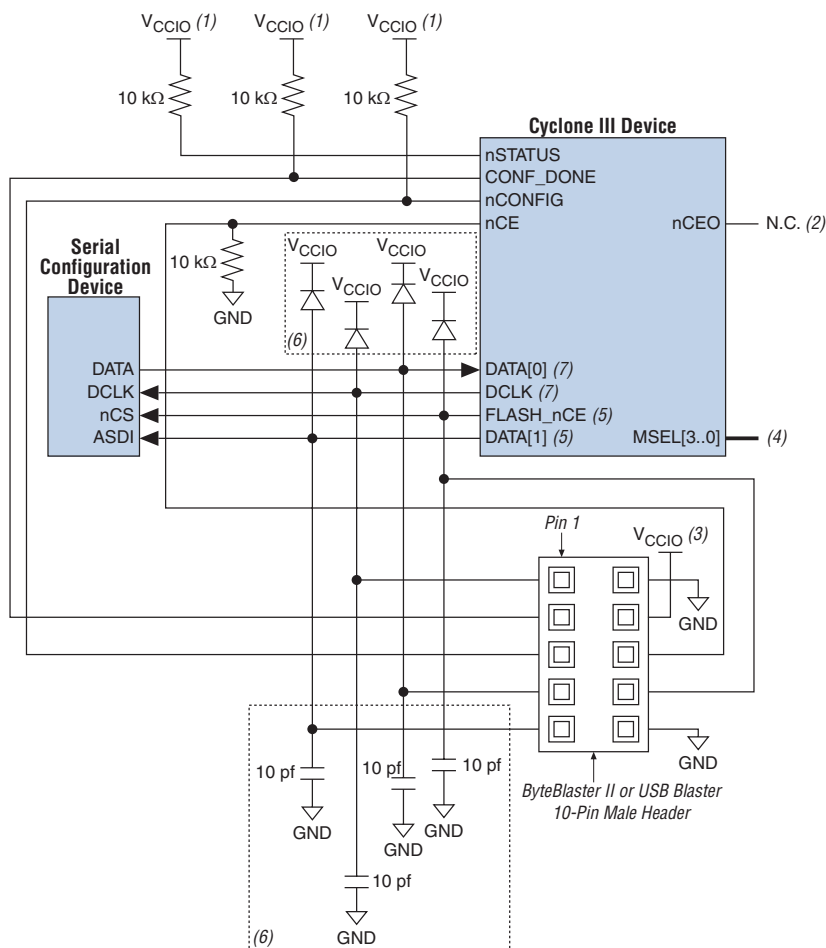 VCCIO (1)
VCCIO (1)
VCCIO (1)
10 kΩ
10 kΩ
10 kΩ
Cyclone III Device
nSTATUS
CONF_DONE
nCONFIG
nCE
nCEO
N.C. (2)
Serial
Configuration
Device
10 kΩ
GND
VCCIO
VCCIO
VCCIO
VCCIO
(6)
DATA
DCLK
nCS
ASDI
DATA[0] (7)
DCLK (7)
FLASH_nCE (5)
DATA[1] (5)
MSEL[3..0]
(4)
Pin 1
VCCIO (3)
GND
10 pf
GND
10 pf
GND
10 pf
GND
10 pf
GND
(6)
GND
ByteBlaster II or USB Blaster
10-Pin Male Header